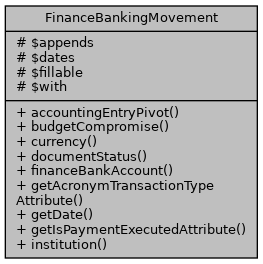 FinanceBankingMovement
# $appends
# $dates
# $fillable
# $with
+ accountingEntryPivot()
+ budgetCompromise()
+ currency()
+ documentStatus()
+ financeBankAccount()
+ getAcronymTransactionType
Attribute()
+ getDate()
+ getIsPaymentExecutedAttribute()
+ institution()